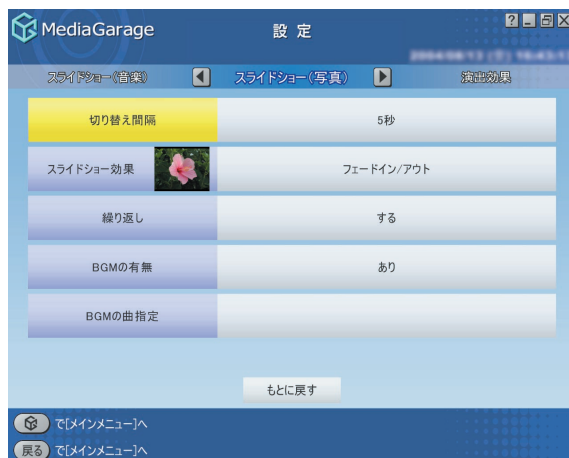 MediaGarage
設定
スライドショー(音楽) スライドショー(写真) 演出効果
切り替え間隔 5秒
スライドショー効果 フェードイン/アウト
繰り返し する
BGMの有無 あり
BGMの曲指定
もとに戻す
で[メインメニュー]へ
戻る で[メインメニュー]へ